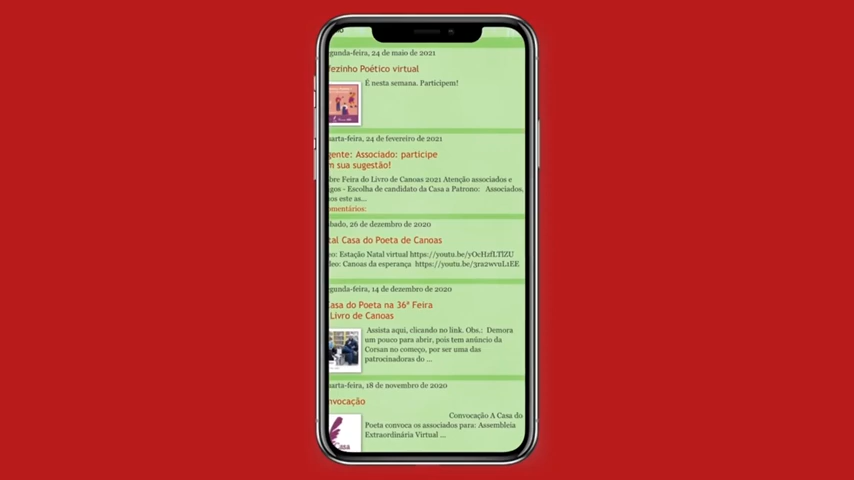 gunda-feira, 24 de maio de 2021
fezinho Poético virtual
É nesta semana. Participem!
uarta-feira, 24 de fevereiro de 2021
gente: Associado: participe
m sua sugestão!
bre Feira do Livro de Canoas 2021 Atenção associados e
igos - Escolha de candidato da Casa a Patrono: Associados,
nos este as...
omentários:
bado, 26 de dezembro de 2020
tal Casa do Poeta de Canoas
eo: Estação Natal virtual https://youtu.be/yOcHzfLTlZU
deo: Canoas da esperança https://youtu.be/3ra2wvuL1EE
gunda-feira, 14 de dezembro de 2020
Casa do Poeta na 36ª Feira
Livro de Canoas
Assista aqui, clicando no link. Obs.: Demora
um pouco para abrir, pois tem anúncio da
Corsan no começo, por ser uma das
patrocinadoras do ...
uarta-feira, 18 de novembro de 2020
nvocação
Convocação A Casa do
Poeta convoca os associados para: Assembleia
Extraordinária Virtual ...